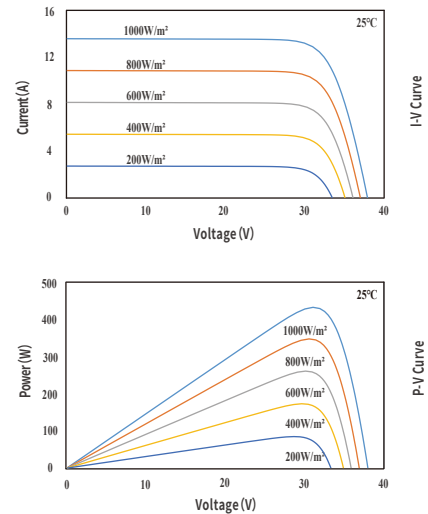 16
25℃
1000W/m²
12
800W/m²
600W/m²
8
400W/m²
4
200W/m²
0
0 10 20 30 40
Current(A)
Voltage(V)
I-V Curve
500
25℃
400
1000W/m²
300
800W/m²
600W/m²
200
400W/m²
100
200W/m²
0
0 10 20 30 40
Power(W)
Voltage(V)
P-V Curve